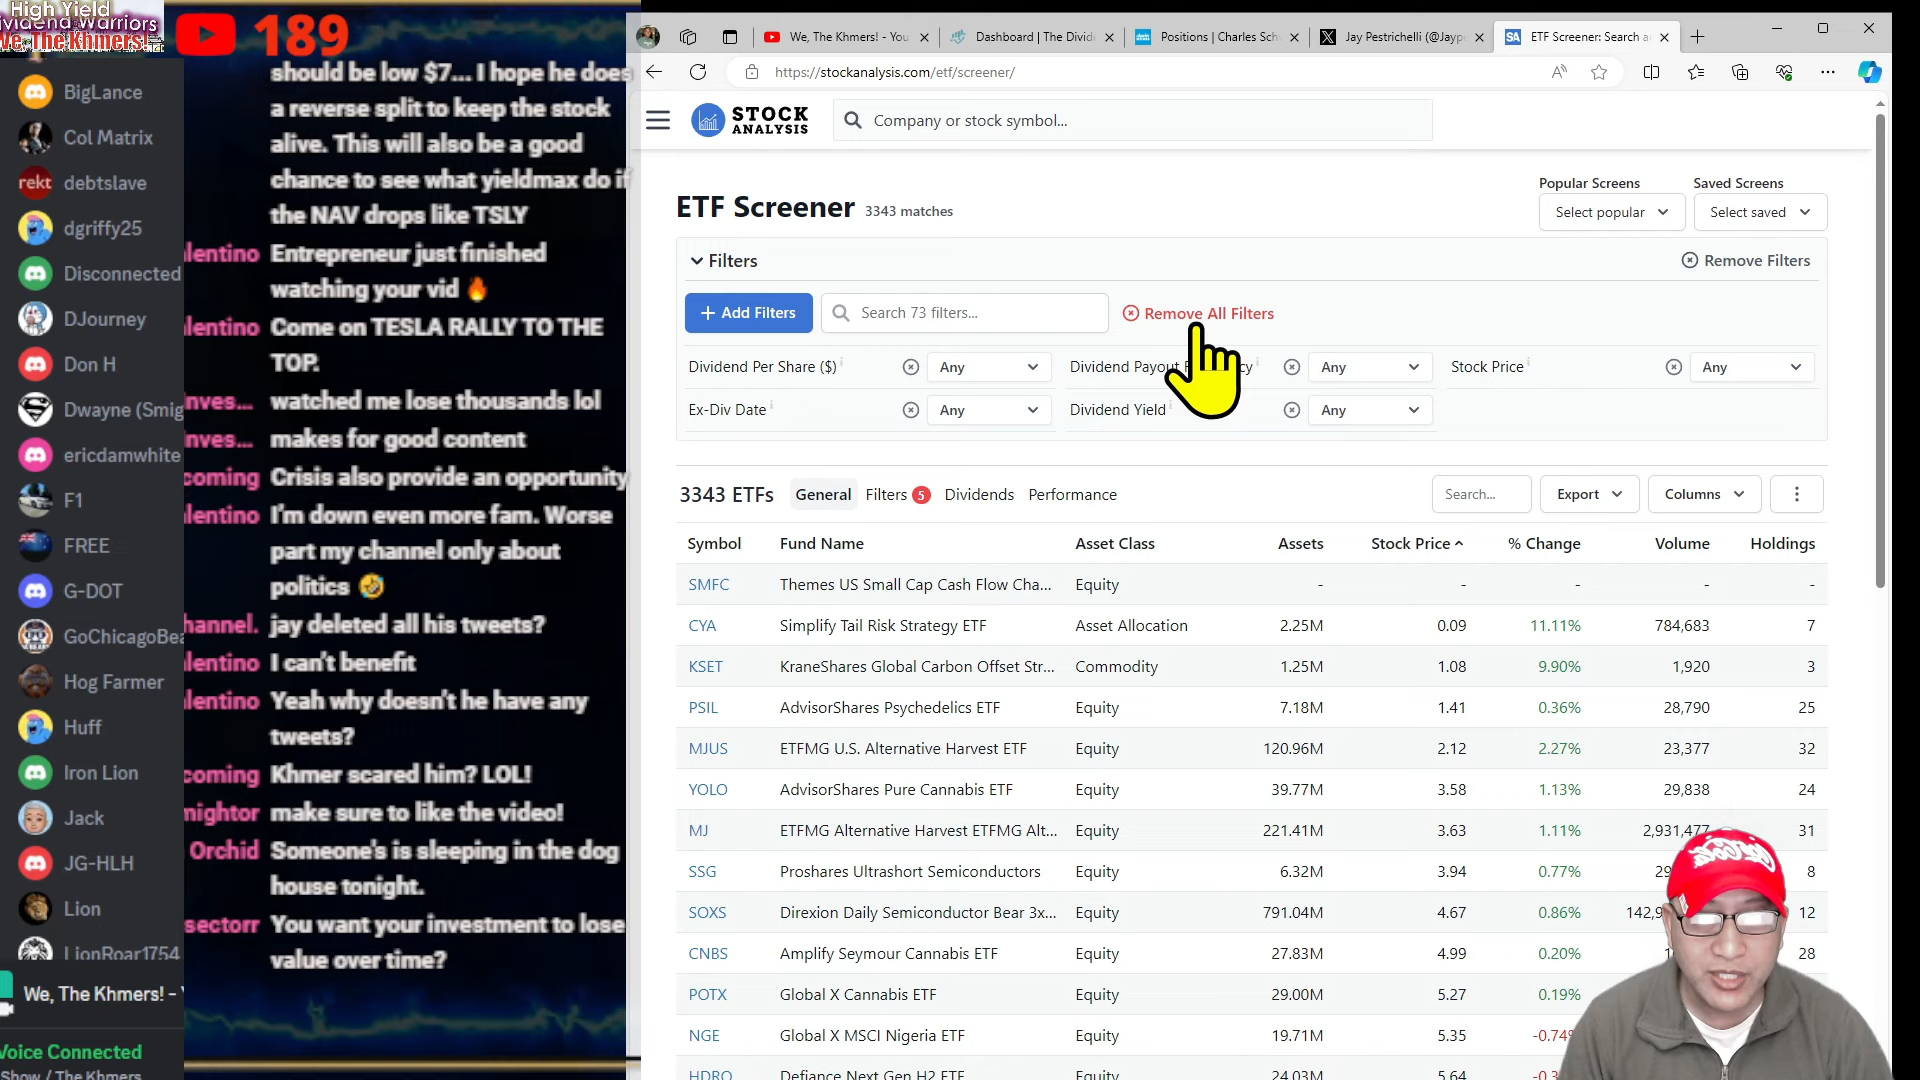 High Yield
Dividend Warriors
We, The Khmers!
189
BigLance
Col Matrix
rekt debtslave
dgriffy25
Disconnected
DJourney
Don H
Dwayne (Smig
ericdamwhite
F1
FREE
G-DOT
GoChicagoBea
Hog Farmer
Huff
Iron Lion
Jack
JG-HLH
Lion
LionRoar1754
We, The Khmers! -
Voice Connected
Show / The Khmers
should be low $7... I hope he does
a reverse split to keep the stock
alive. This will also be a good
chance to see what yieldmax do if
the NAV drops like TSLY
lentino Entrepreneur just finished
watching your vid 🔥
lentino Come on TESLA RALLY TO THE
TOP.
nves... watched me lose thousands lol
nves... makes for good content
coming Crisis also provide an opportunity
lentino I'm down even more fam. Worse
part my channel only about
politics 🤣
hannel. jay deleted all his tweets?
lentino I can't benefit
lentino Yeah why doesn't he have any
tweets?
coming Khmer scared him? LOL!
nightor make sure to like the video!
Orchid Someone's is sleeping in the dog
house tonight.
sectorr You want your investment to lose
value over time?
We, The Khmers! - You
Dashboard | The Divide
Positions | Charles Sch
Jay Pestrichelli (@Jayp
ETF Screener: Search a
https://stockanalysis.com/etf/screener/
STOCK
ANALYSIS
Company or stock symbol...
ETF Screener 3343 matches
Popular Screens Saved Screens
Select popular Select saved
Filters Remove Filters
+ Add Filters Search 73 filters... Remove All Filters
Dividend Per Share ($) Any Dividend Payout Any Stock Price Any
Ex-Div Date Any Dividend Yield Any
3343 ETFs General Filters 5 Dividends Performance Search... Export Columns
Symbol Fund Name Asset Class Assets Stock Price % Change Volume Holdings
SMFC Themes US Small Cap Cash Flow Cha... Equity - - - - -
CYA Simplify Tail Risk Strategy ETF Asset Allocation 2.25M 0.09 11.11% 784,683 7
KSET KraneShares Global Carbon Offset Str... Commodity 1.25M 1.08 9.90% 1,920 3
PSIL AdvisorShares Psychedelics ETF Equity 7.18M 1.41 0.36% 28,790 25
MJUS ETFMG U.S. Alternative Harvest ETF Equity 120.96M 2.12 2.27% 23,377 32
YOLO AdvisorShares Pure Cannabis ETF Equity 39.77M 3.58 1.13% 29,838 24
MJ ETFMG Alternative Harvest ETFMG Alt... Equity 221.41M 3.63 1.11% 2,931,477 31
SSG Proshares Ultrashort Semiconductors Equity 6.32M 3.94 0.77% 8
SOXS Direxion Daily Semiconductor Bear 3x... Equity 791.04M 4.67 0.86% 12
CNBS Amplify Seymour Cannabis ETF Equity 27.83M 4.99 0.20% 28
POTX Global X Cannabis ETF Equity 29.00M 5.27 0.19%
NGE Global X MSCI Nigeria ETF Equity 19.71M 5.35 -0.74%
HDRO Defiance Next Gen H2 ETF Equity 24.03M 5.64